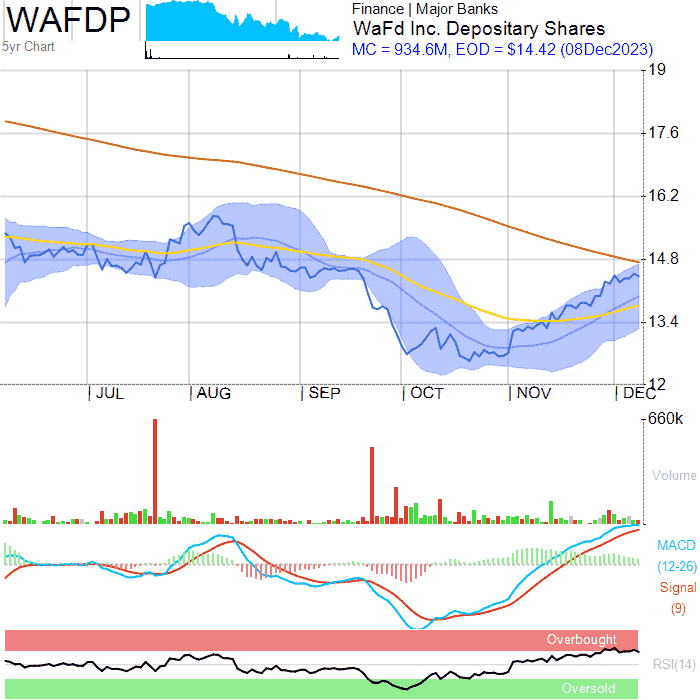 WAFDP
5yr Chart
Finance | Major Banks
WaFd Inc. Depositary Shares
MC = 934.6M, EOD = $14.42 (08Dec2023)
19
17.6
16.2
14.8
13.4
12
JUL AUG SEP OCT NOV DEC
660k
Volume
MACD
(12-26)
Signal
(9)
Overbought
RSI(14)
Oversold